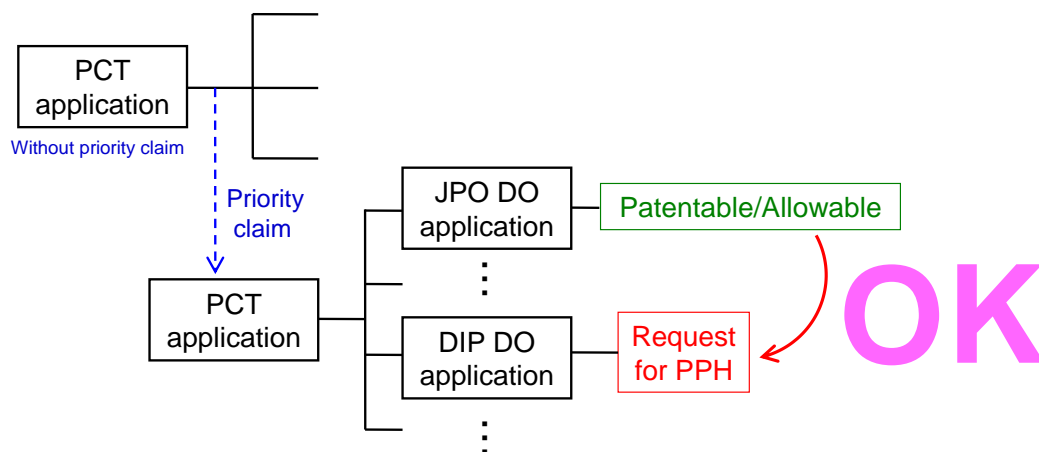 PCT
application
Without priority claim
Priority
claim
JPO DO
application
Patentable/Allowable
PCT
application
DIP DO
application
Request
for PPH
OK